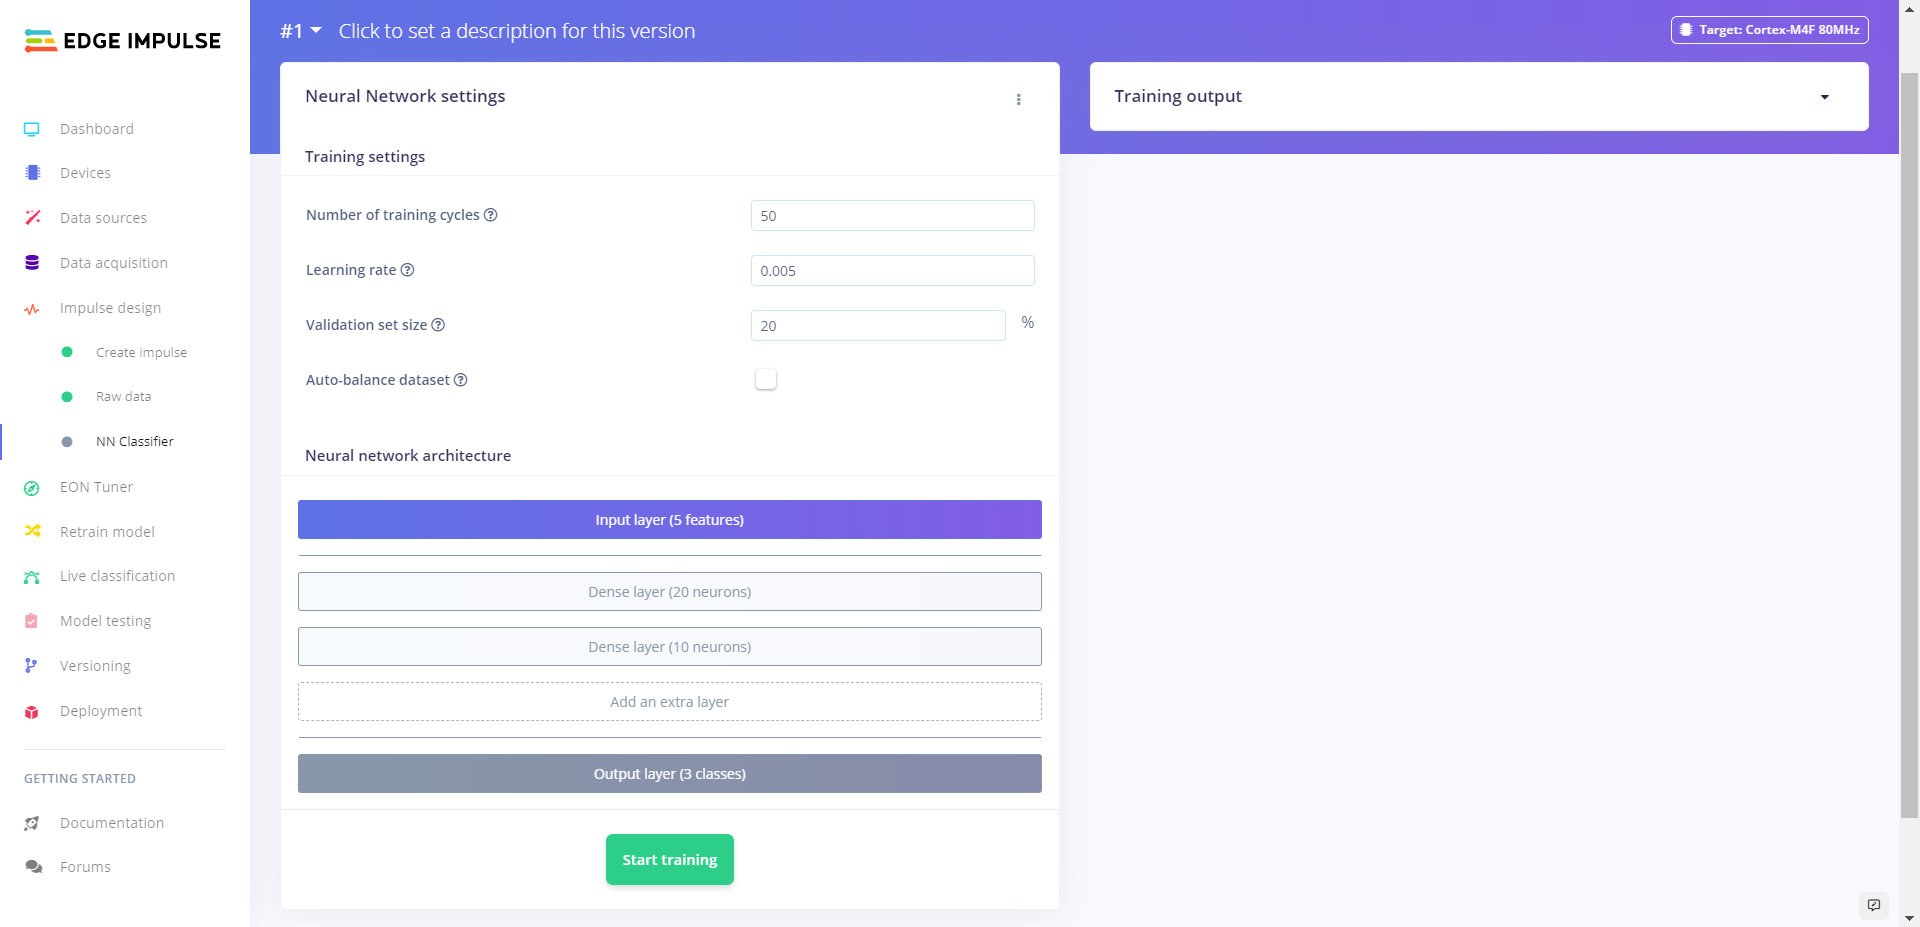 EDGE IMPULSE
Dashboard
Devices
Data sources
Data acquisition
Impulse design
Create impulse
Raw data
NN Classifier
EON Tuner
Retrain model
Live classification
Model testing
Versioning
Deployment
GETTING STARTED
Documentation
Forums
#1 Click to set a description for this version
Target: Cortex-M4F 80MHz
Neural Network settings
Training settings
Number of training cycles ? 50
Learning rate ? 0.005
Validation set size ? 20 %
Auto-balance dataset ?
Neural network architecture
Input layer (5 features)
Dense layer (20 neurons)
Dense layer (10 neurons)
Add an extra layer
Output layer (3 classes)
Start training
Training output